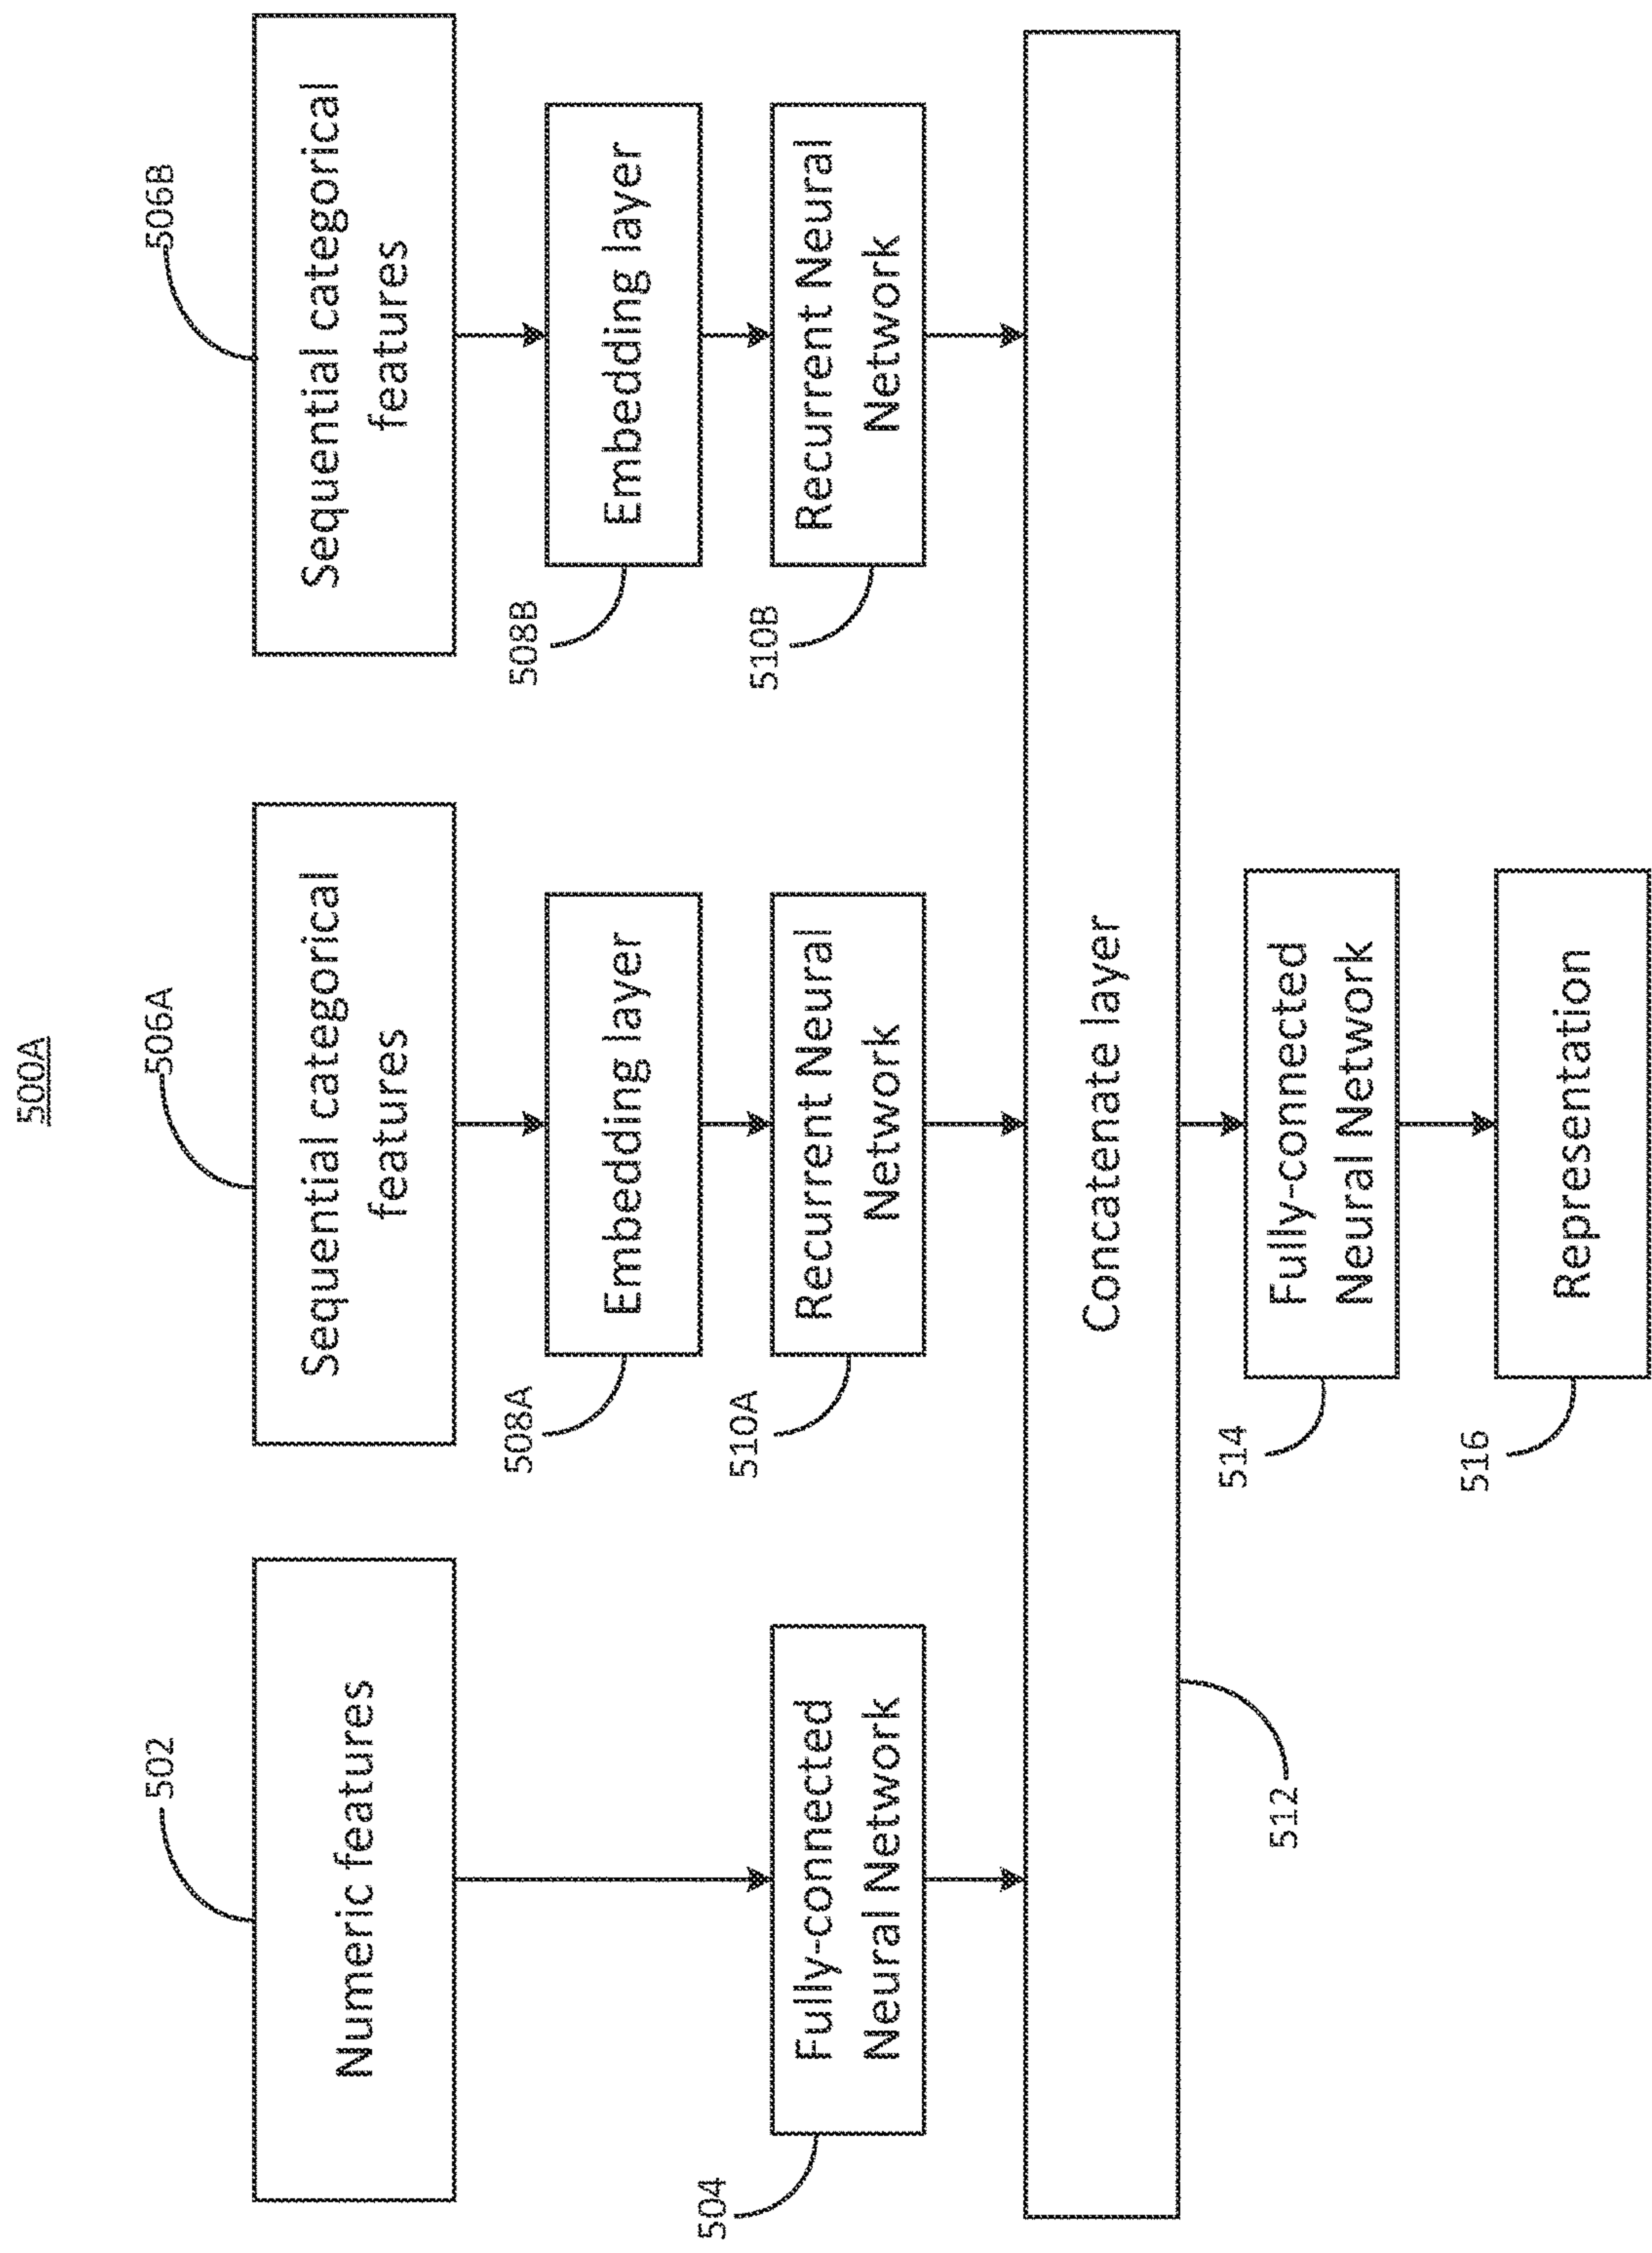 500A
502
506A
506B
Numeric features
Sequential categorical
features
Sequential categorical
features
508A
Embedding layer
508B
Embedding layer
504
Fully-connected
Neural Network
510A
Recurrent Neural
Network
510B
Recurrent Neural
Network
Concatenate layer
512
514
Fully-connected
Neural Network
516
Representation